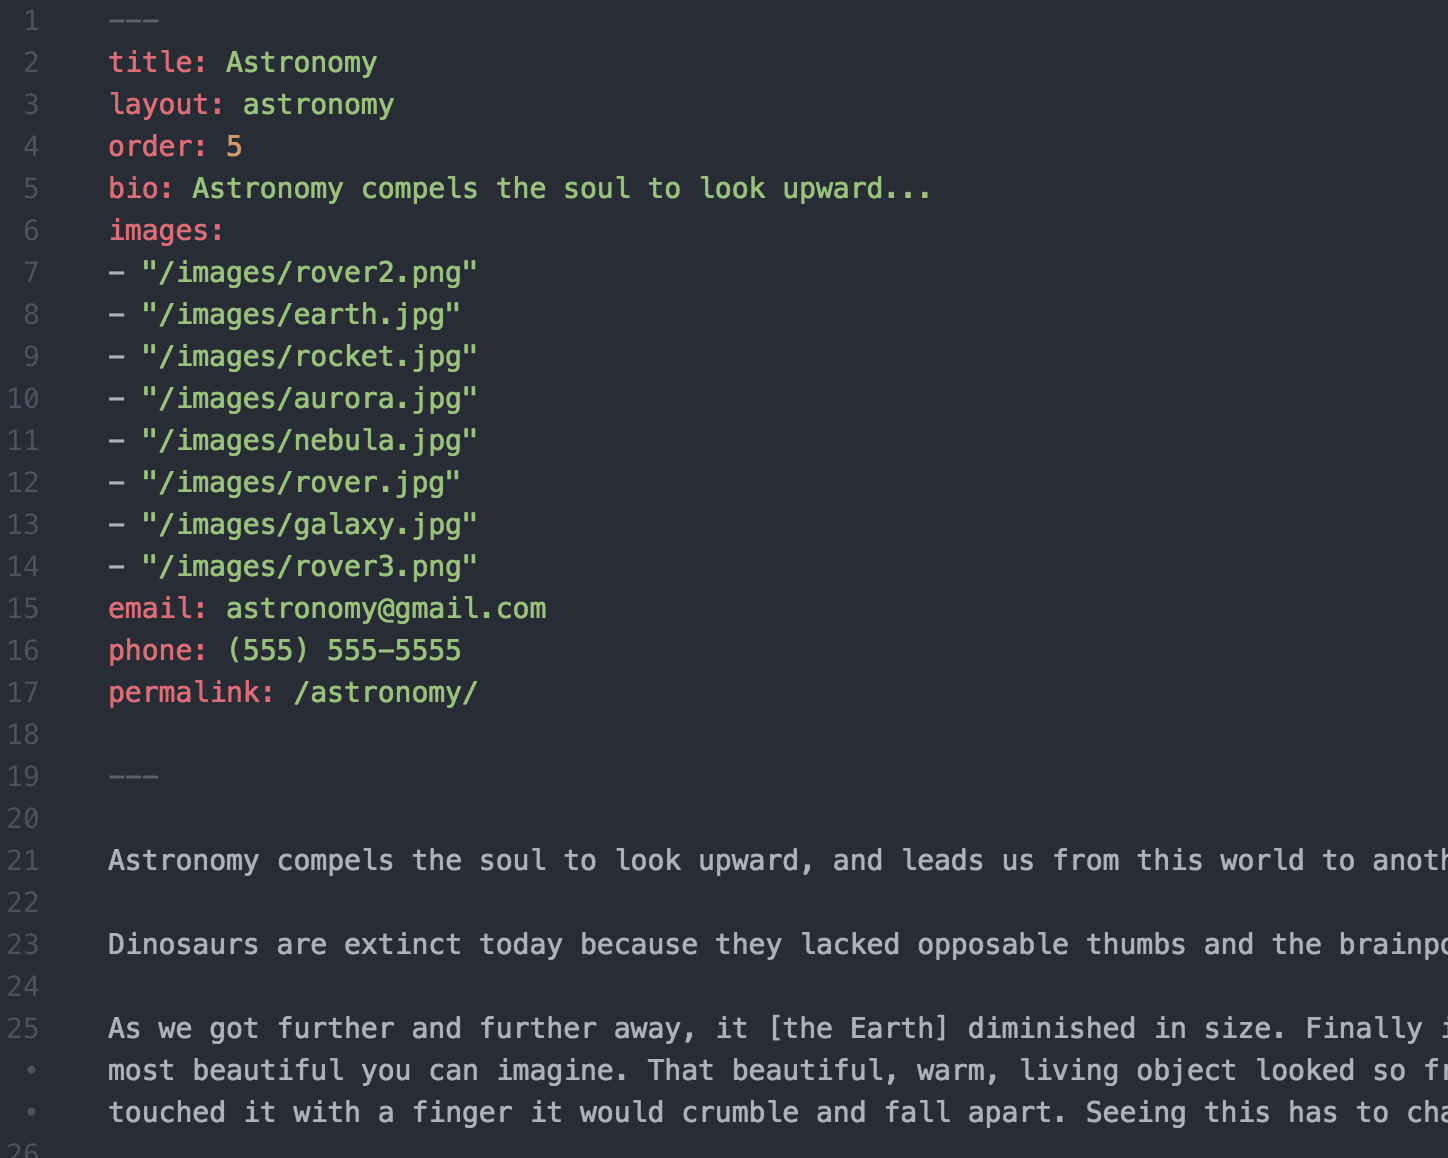 1 ---
2 title: Astronomy
3 layout: astronomy
4 order: 5
5 bio: Astronomy compels the soul to look upward...
6 images:
7 - "/images/rover2.png"
8 - "/images/earth.jpg"
9 - "/images/rocket.jpg"
10 - "/images/aurora.jpg"
11 - "/images/nebula.jpg"
12 - "/images/rover.jpg"
13 - "/images/galaxy.jpg"
14 - "/images/rover3.png"
15 email: astronomy@gmail.com
16 phone: (555) 555-5555
17 permalink: /astronomy/
18
19 ---
20
21 Astronomy compels the soul to look upward, and leads us from this world to
22
23 Dinosaurs are extinct today because they lacked opposable thumbs and the
24
25 As we got further and further away, it [the Earth] diminished in size. Finally
• most beautiful you can imagine. That beautiful, warm, living object looked so
• touched it with a finger it would crumble and fall apart. Seeing this has to
26